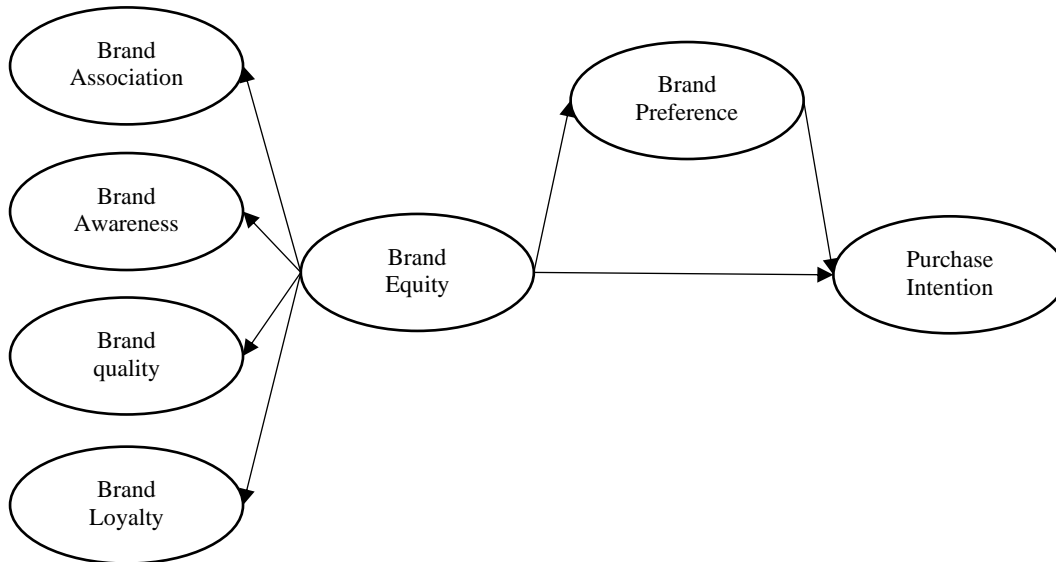 Brand
Association
Brand
Awareness
Brand
quality
Brand
Loyalty
Brand
Equity
Brand
Preference
Purchase
Intention